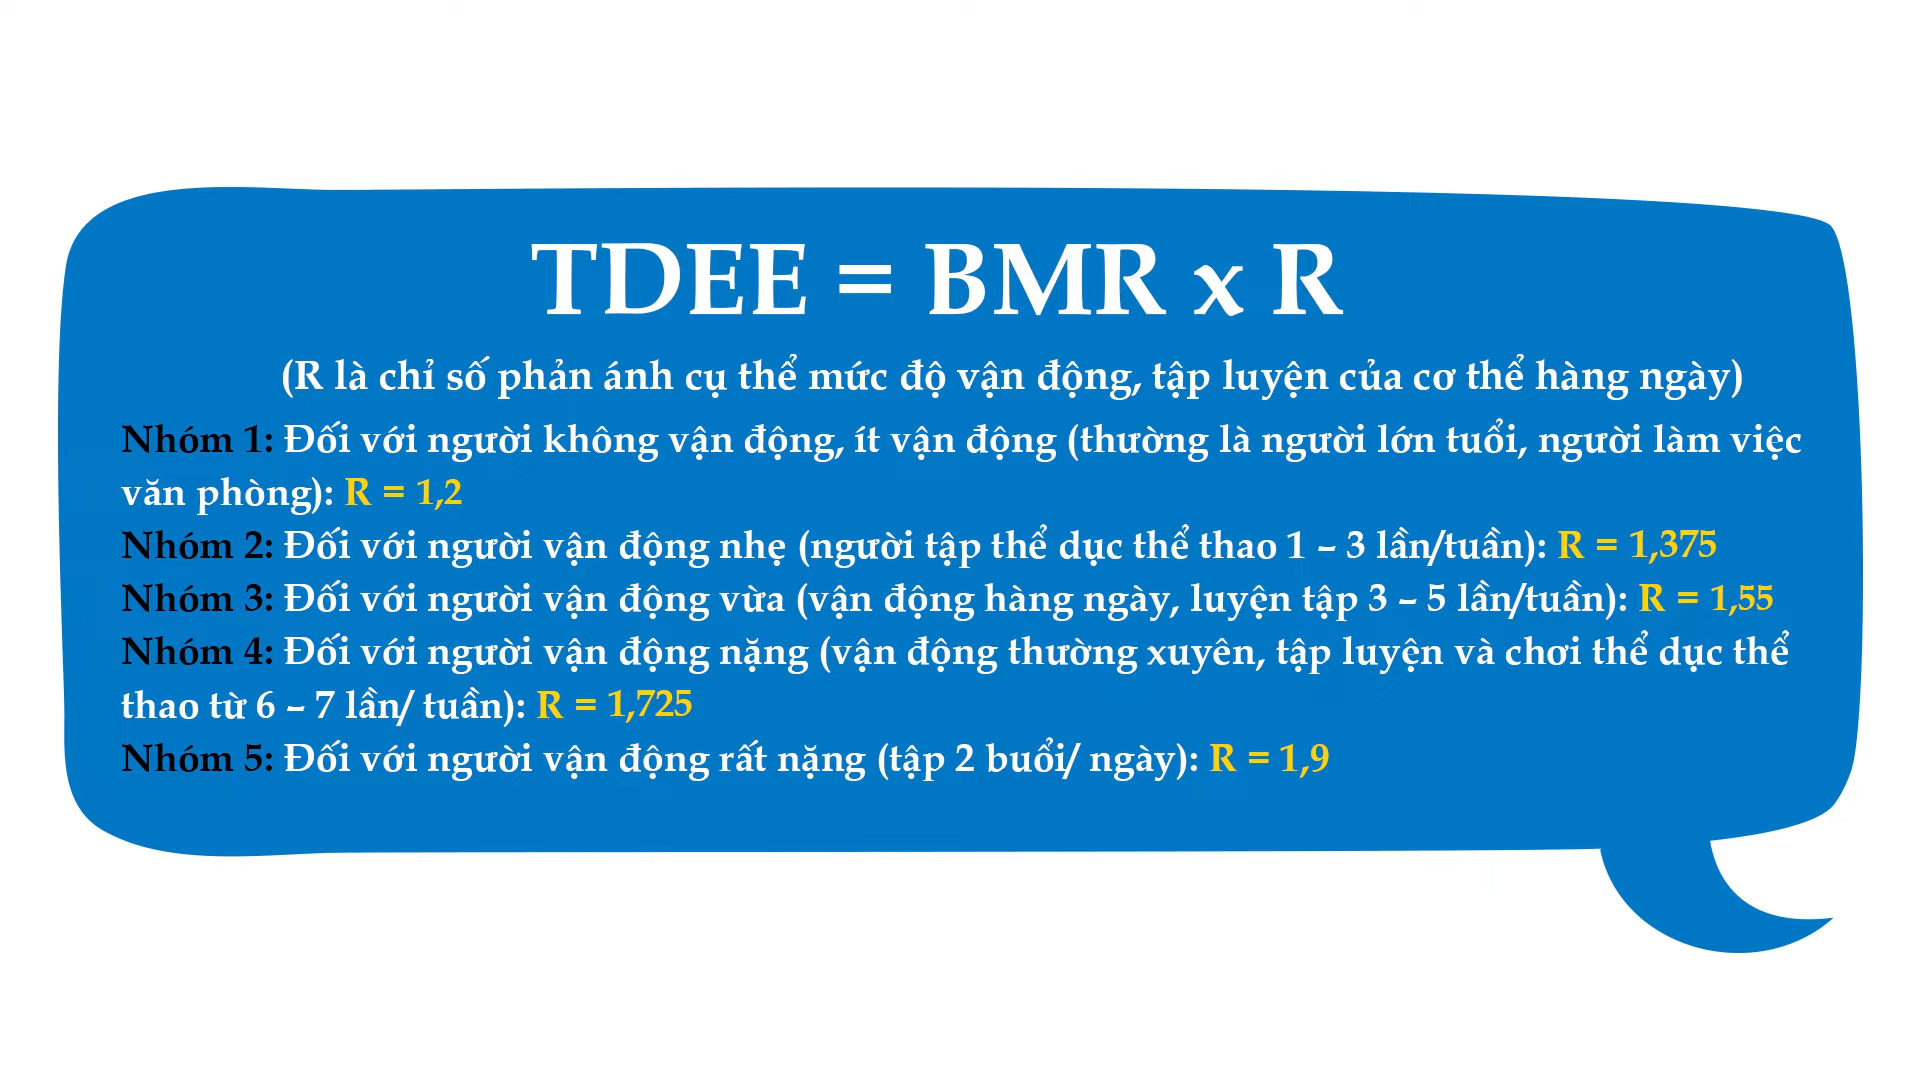 TDEE = BMR x R
(R là chỉ số phản ánh cụ thể mức độ vận động, tập luyện của cơ thể hàng ngày)
Nhóm 1: Đối với người không vận động, ít vận động (thường là người lớn tuổi, người làm việc
văn phòng): R = 1,2
Nhóm 2: Đối với người vận động nhẹ (người tập thể dục thể thao 1 – 3 lần/tuần): R = 1,375
Nhóm 3: Đối với người vận động vừa (vận động hàng ngày, luyện tập 3 – 5 lần/tuần): R = 1,55
Nhóm 4: Đối với người vận động nặng (vận động thường xuyên, tập luyện và chơi thể dục thể
thao từ 6 – 7 lần/ tuần): R = 1,725
Nhóm 5: Đối với người vận động rất nặng (tập 2 buổi/ ngày): R = 1,9